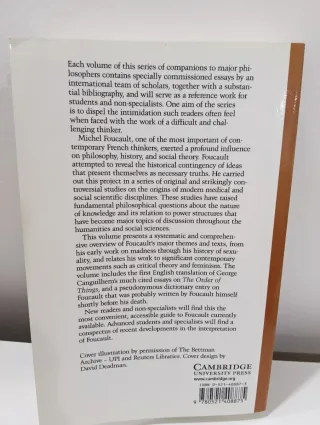 Each volume of this series of companions to major phi-
losophers contains specially commissioned essays by an
international team of scholars, together with a substan-
tial bibliography, and will serve as a reference work for
students and non-specialists. One aim of the series
is to dispel the intimidation such readers often feel
when faced with the work of a difficult and chal-
lenging thinker.
Michel Foucault, one of the most important of con-
temporary French thinkers, exerted a profound influence
on philosophy, history, and social theory. Foucault
attempted to reveal the historical contingency of ideas
that present themselves as necessary truths. He carried
out this project in a series of original and strikingly con-
troversial studies on the origins of modern medical and
social scientific disciplines. These studies have raised
fundamental philosophical questions about the nature
of knowledge and its relation to power structures that
have become major topics of discussion throughout the
humanities and social sciences.
This volume presents a systematic and comprehen-
sive overview of Foucault's major themes and texts, from
his early work on madness through his history of sexu-
ality, and relates his work to significant contemporary
movements such as critical theory and feminism. The
volume includes the first English translation of George
Canguilhem's much cited essays on The Order of
Things, and a pseudonymous dictionary entry on
Foucault that was probably written by Foucault himself
shortly before his death.
New readers and non-specialists will find this the
most convenient, accessible guide to Foucault currently
available. Advanced students and specialists will find a
conspectus of recent developments in the interpretation
of Foucault.
Cover illustration by permission of The Bettman
Archive – UPI and Reuters Libraries. Cover design by
David Deadman.
CAMBRIDGE
UNIVERSITY PRESS
www.cambridge.org
ISBN 0-521-40887-3
9 780521 408875